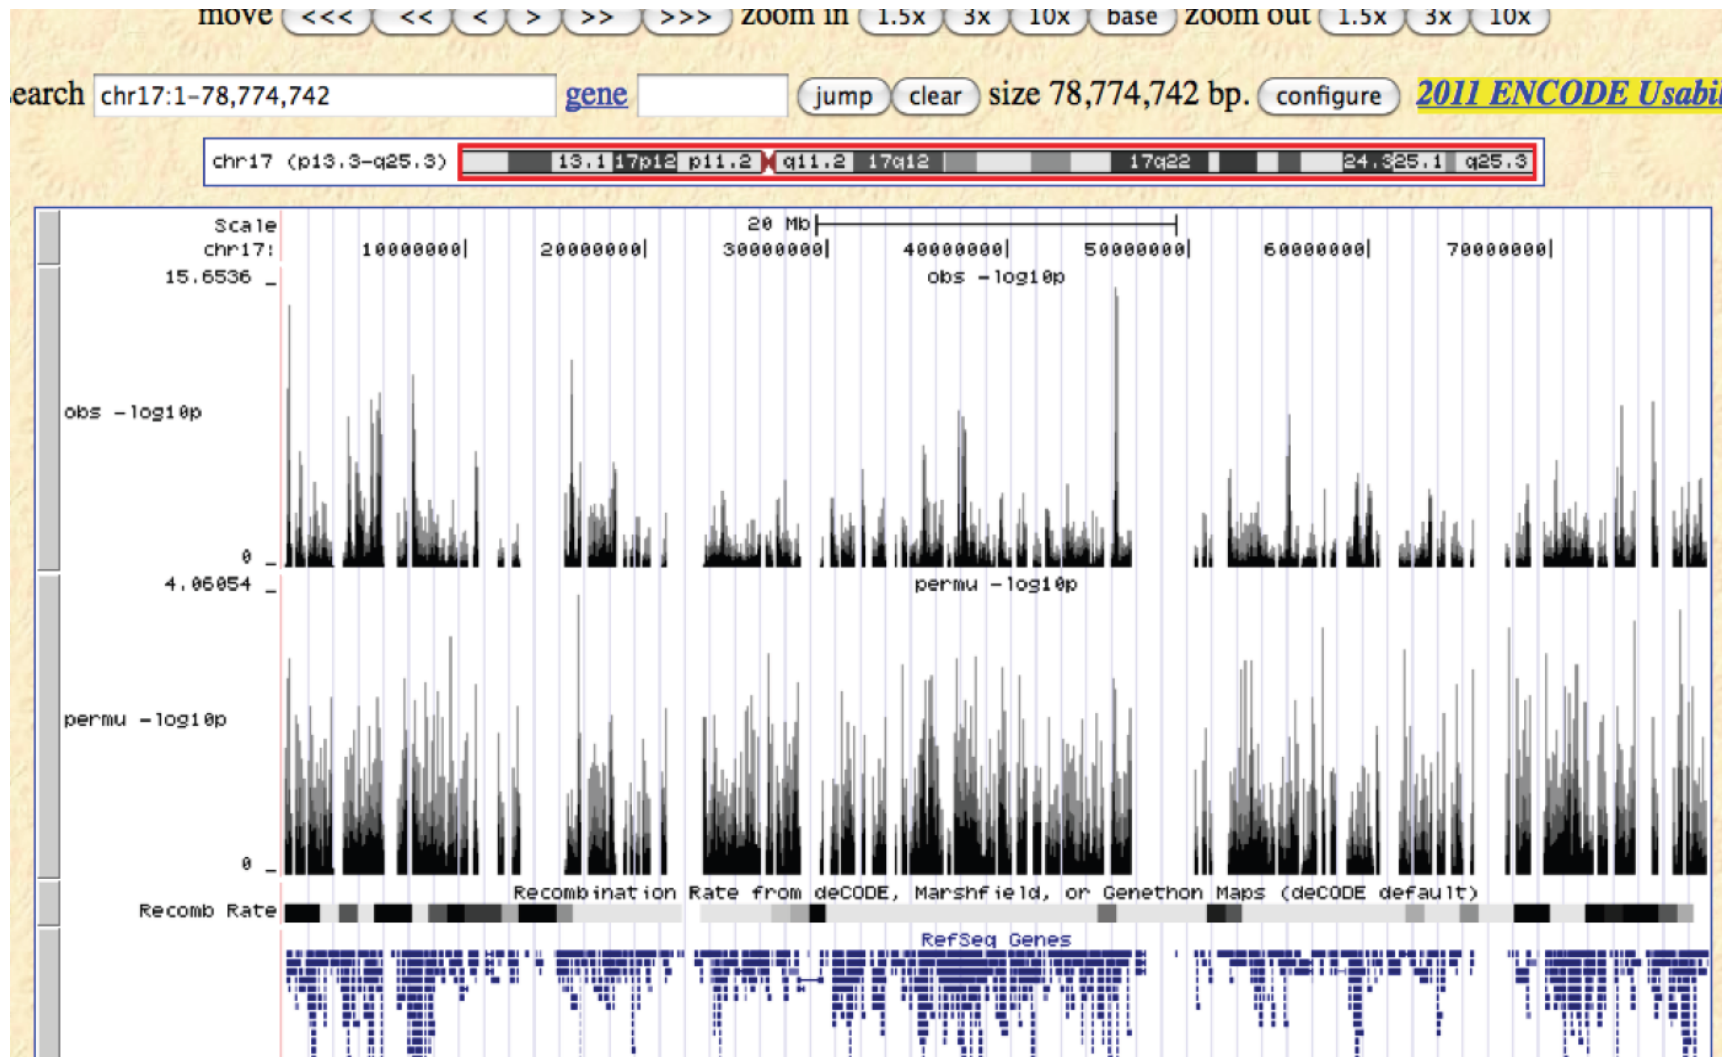 move <<< << < > >> >>> zoom in 1.5x 3x 10x base zoom out 1.5x 3x 10x
earch chr17:1-78,774,742 gene jump clear size 78,774,742 bp. configure 2011 ENCODE Usabil
chr17 (p13.3-q25.3) 13.1 17p12 p11.2 q11.2 17q12 17q22 24.3 25.1 q25.3
Scale 20 Mb
chr17: 10000000 20000000 30000000 40000000 50000000 60000000 70000000
15.6536 obs -log10p
obs -log10p
0
4.06054 permu -log10p
permu -log10p
0
Recombination Rate from deCODE, Marshfield, or Genethon Maps (deCODE default)
Recomb Rate
RefSeq Genes